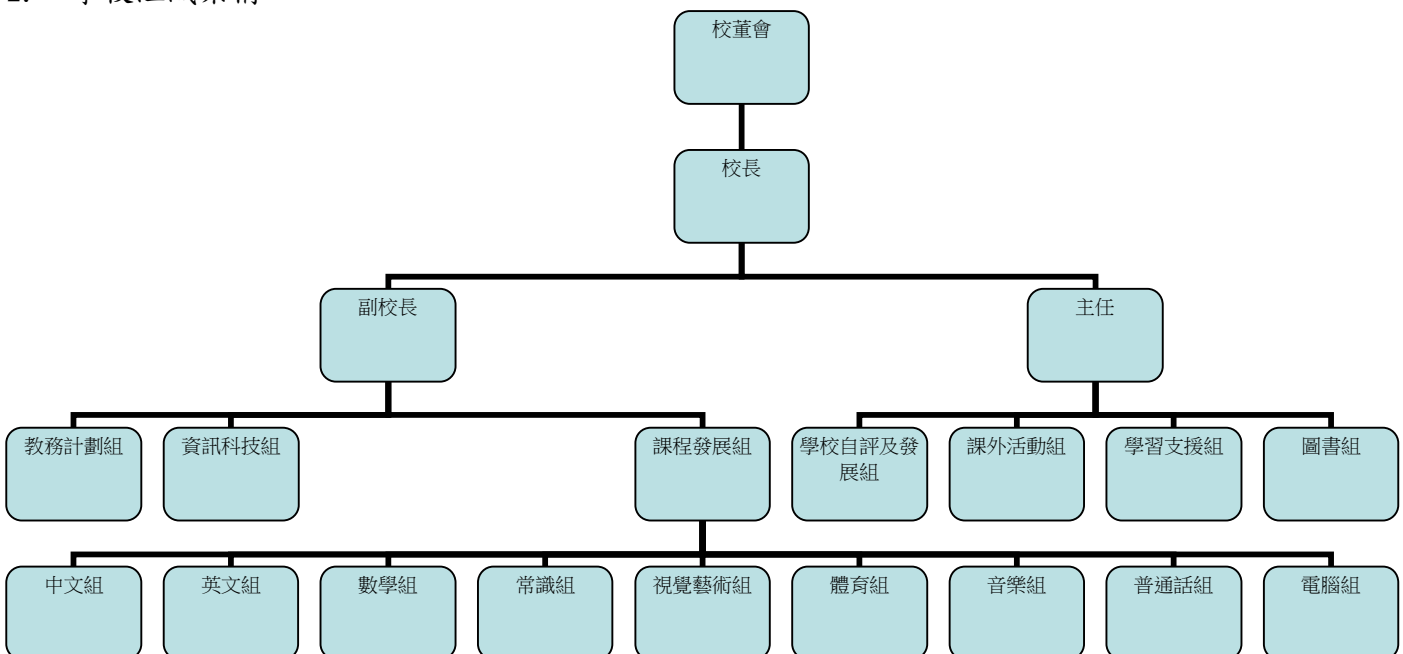 校董會
校長
副校長
主任
教務計劃組
資訊科技組
課程發展組
學校自評及發
展組
課外活動組
學習支援組
圖書組
中文組
英文組
數學組
常識組
視覺藝術組
體育組
音樂組
普通話組
電腦組